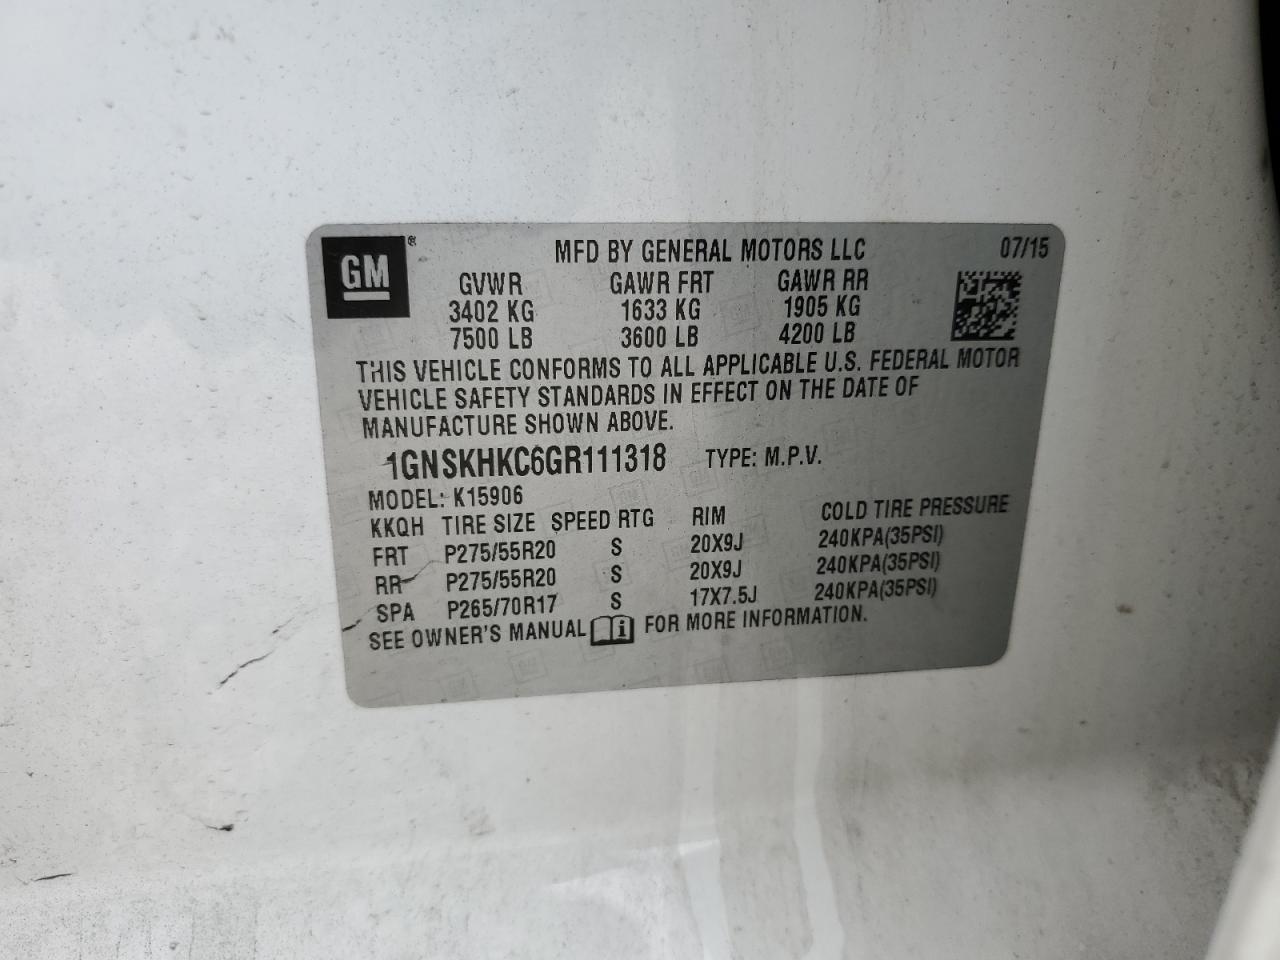 GM® MFD BY GENERAL MOTORS LLC 07/15
GVWR GAWR FRT GAWR RR
3402 KG 1633 KG 1905 KG
7500 LB 3600 LB 4200 LB
THIS VEHICLE CONFORMS TO ALL APPLICABLE U.S. FEDERAL MOTOR
VEHICLE SAFETY STANDARDS IN EFFECT ON THE DATE OF
MANUFACTURE SHOWN ABOVE.
1GNSKHKC6GR111318 TYPE: M.P.V.
MODEL: K15906
KKQH TIRE SIZE SPEED RTG RIM COLD TIRE PRESSURE
FRT P275/55R20 S 20X9J 240KPA(35PSI)
RR P275/55R20 S 20X9J 240KPA(35PSI)
SPA P265/70R17 S 17X7.5J 240KPA(35PSI)
SEE OWNER'S MANUAL FOR MORE INFORMATION.